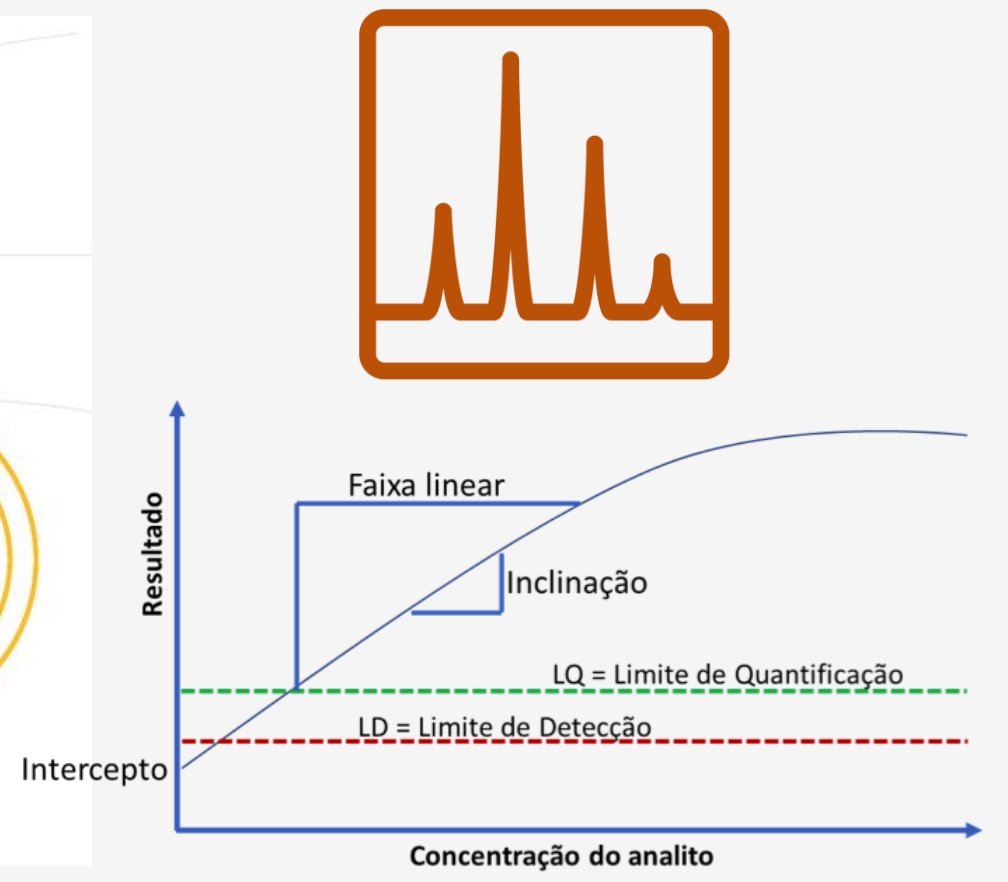 Faixa linear
Resultado
Inclinação
LQ = Limite de Quantificação
LD = Limite de Detecção
Intercepto
Concentração do analito